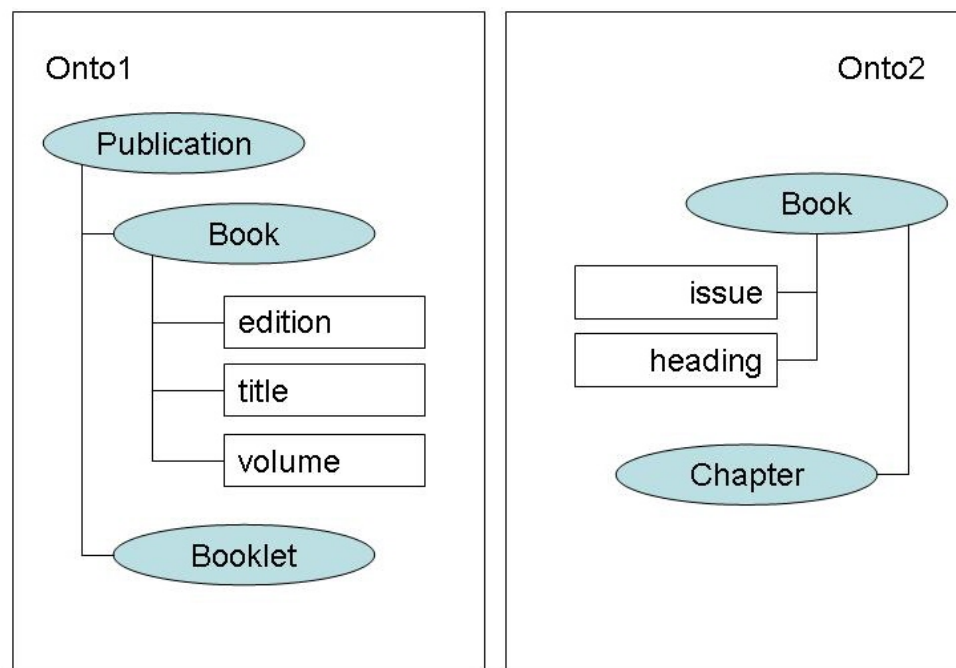 Onto1
Publication
Book
edition
title
volume
Booklet
Onto2
Book
issue
heading
Chapter